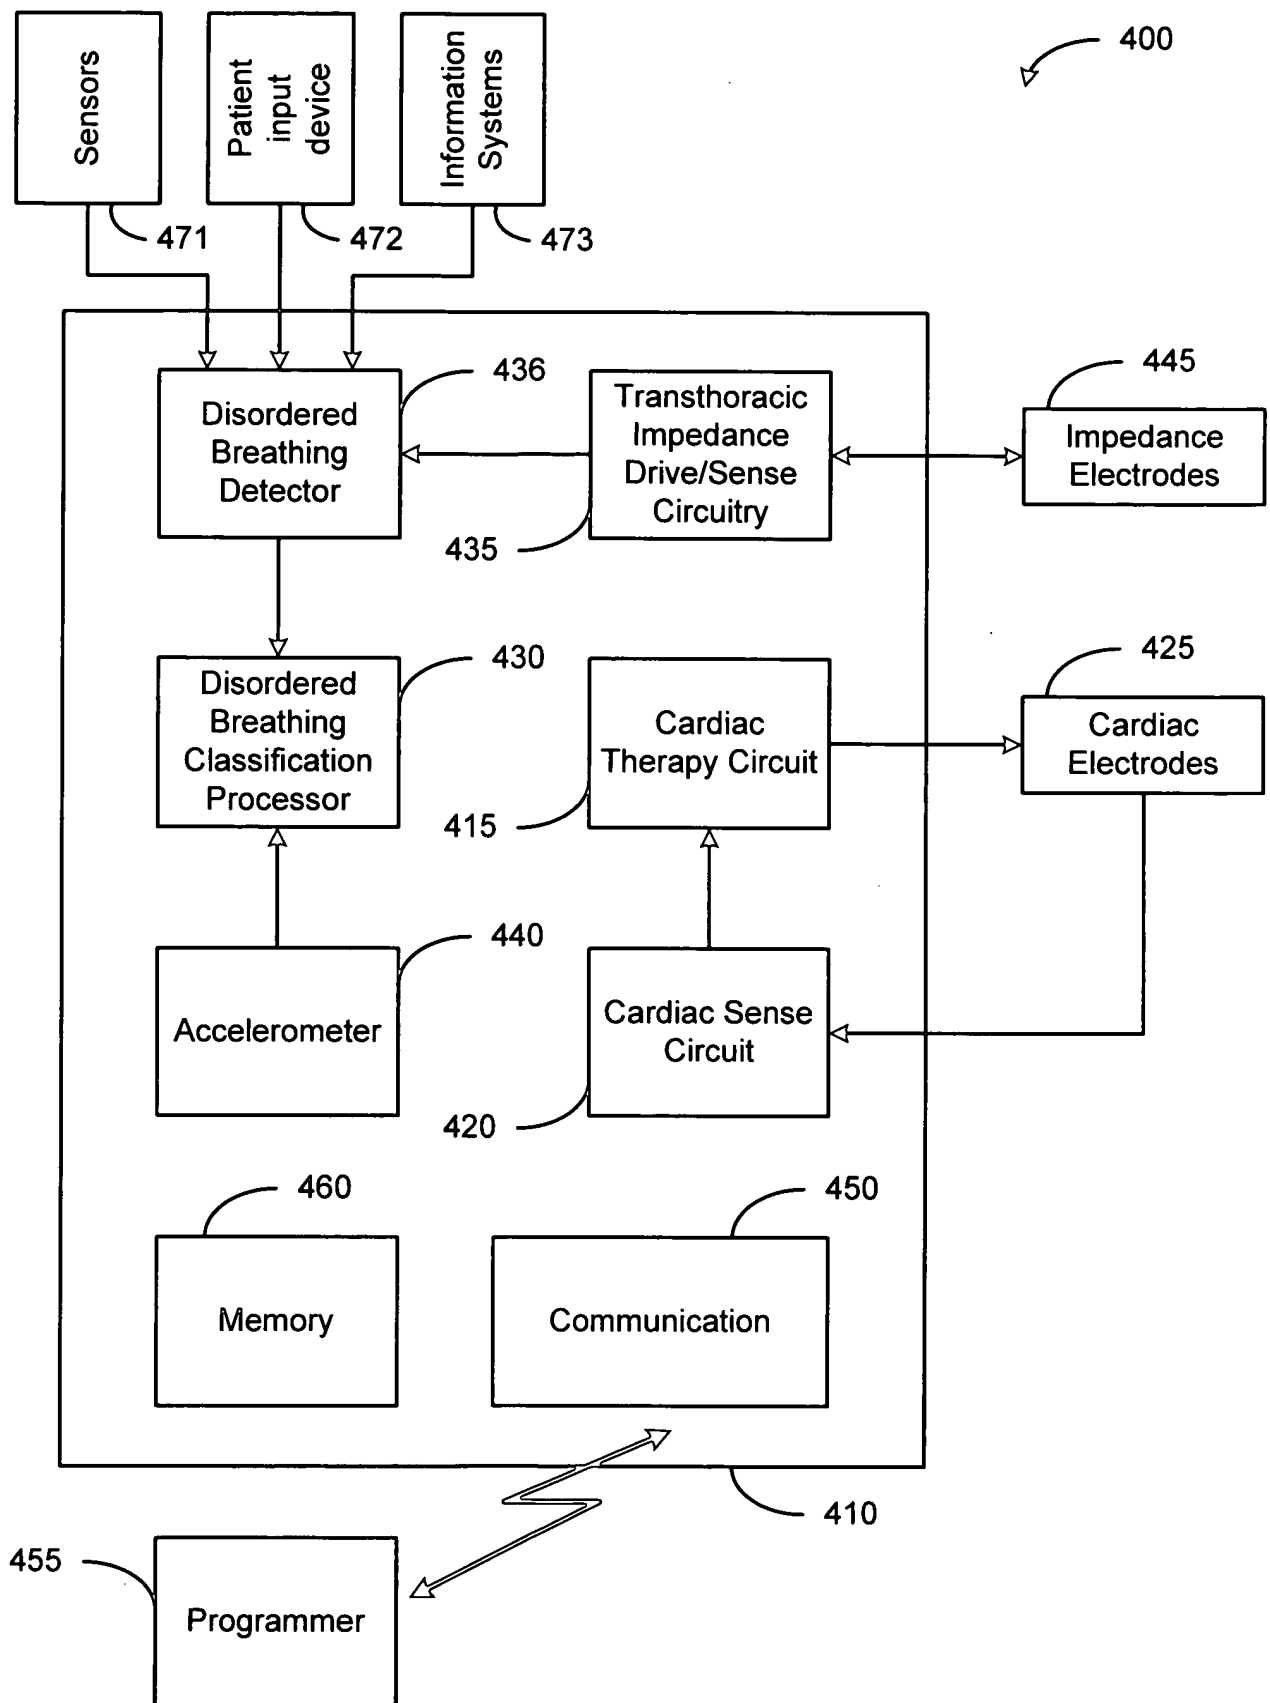 400
Sensors
Patient
input
device
Information
Systems
471
472
473
436
Disordered
Breathing
Detector
Transthoracic
Impedance
Drive/Sense
Circuitry
435
445
Impedance
Electrodes
430
Disordered
Breathing
Classification
Processor
Cardiac
Therapy Circuit
415
425
Cardiac
Electrodes
440
Accelerometer
Cardiac Sense
Circuit
420
460
Memory
450
Communication
410
455
Programmer